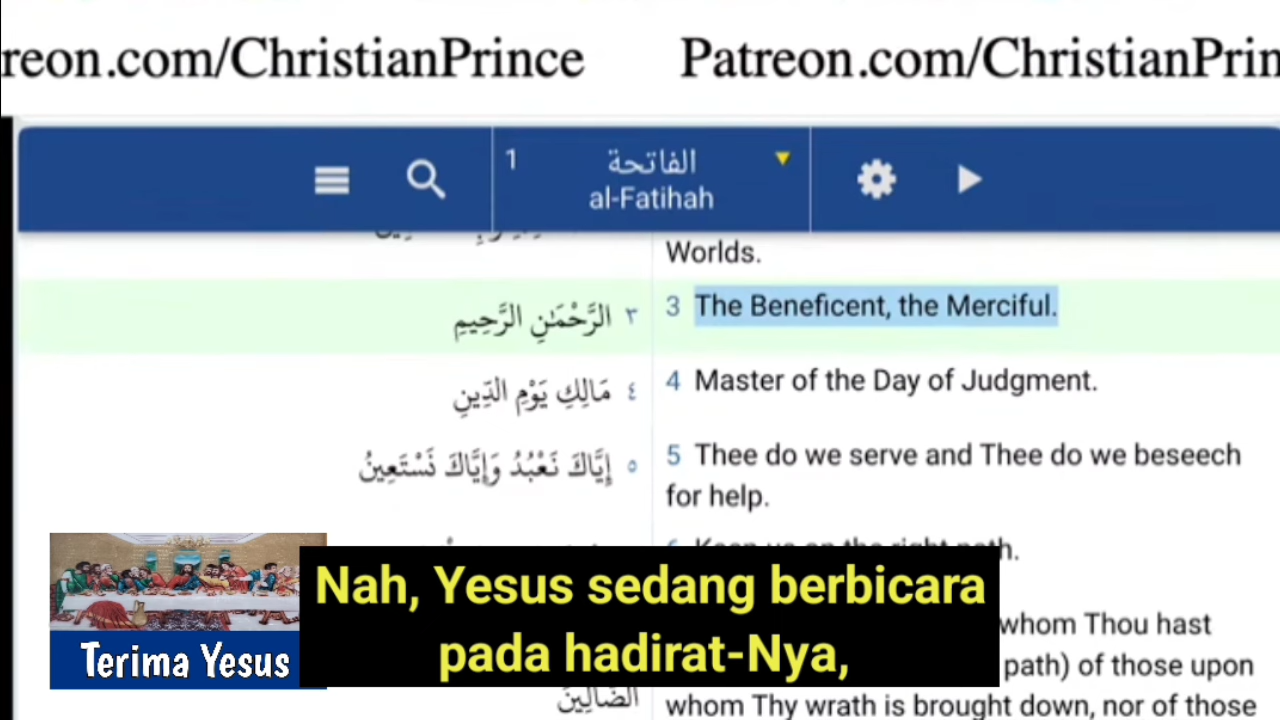 reon.com/ChristianPrince Patreon.com/ChristianPrin
1 الفاتحة
al-Fatihah
Worlds.
٣ الرَّحْمَٰنِ الرَّحِيمِ
3 The Beneficent, the Merciful.
٤ مَالِكِ يَوْمِ الدِّينِ
4 Master of the Day of Judgment.
٥ إِيَّاكَ نَعْبُدُ وَإِيَّاكَ نَسْتَعِينُ
5 Thee do we serve and Thee do we beseech
for help.
whom Thou hast
path) of those upon
الضَّالِّينَ
whom Thy wrath is brought down, nor of those
Terima Yesus
Nah, Yesus sedang berbicara
pada hadirat-Nya,